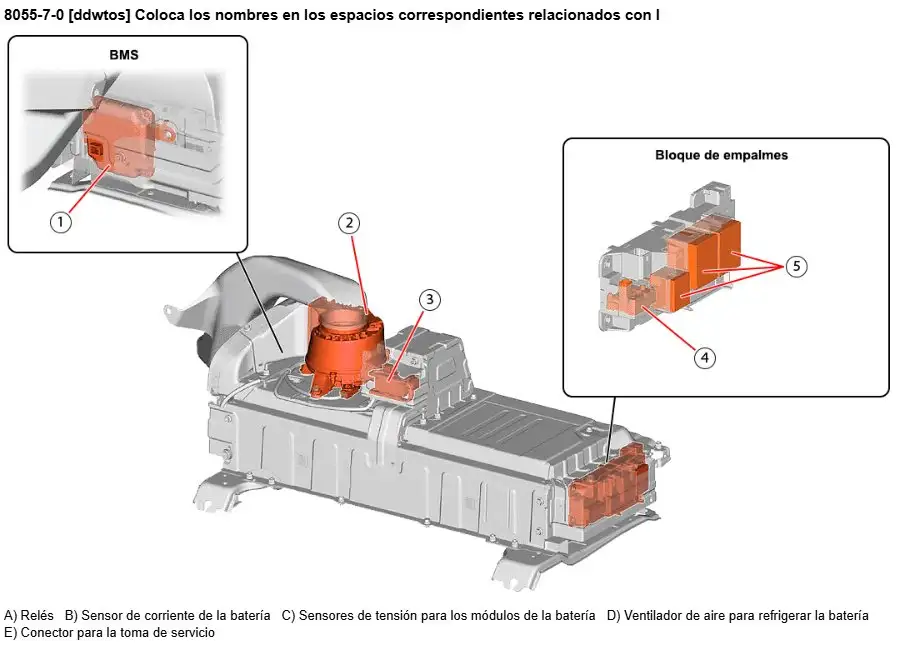 8055-7-0 [ddwtos] Coloca los nombres en los espacios correspondientes relacionados con l
BMS
1
2
3
Bloque de empalmes
5
4
A) Relés   B) Sensor de corriente de la batería   C) Sensores de tensión para los módulos de la batería   D) Ventilador de aire para refrigerar la batería
E) Conector para la toma de servicio